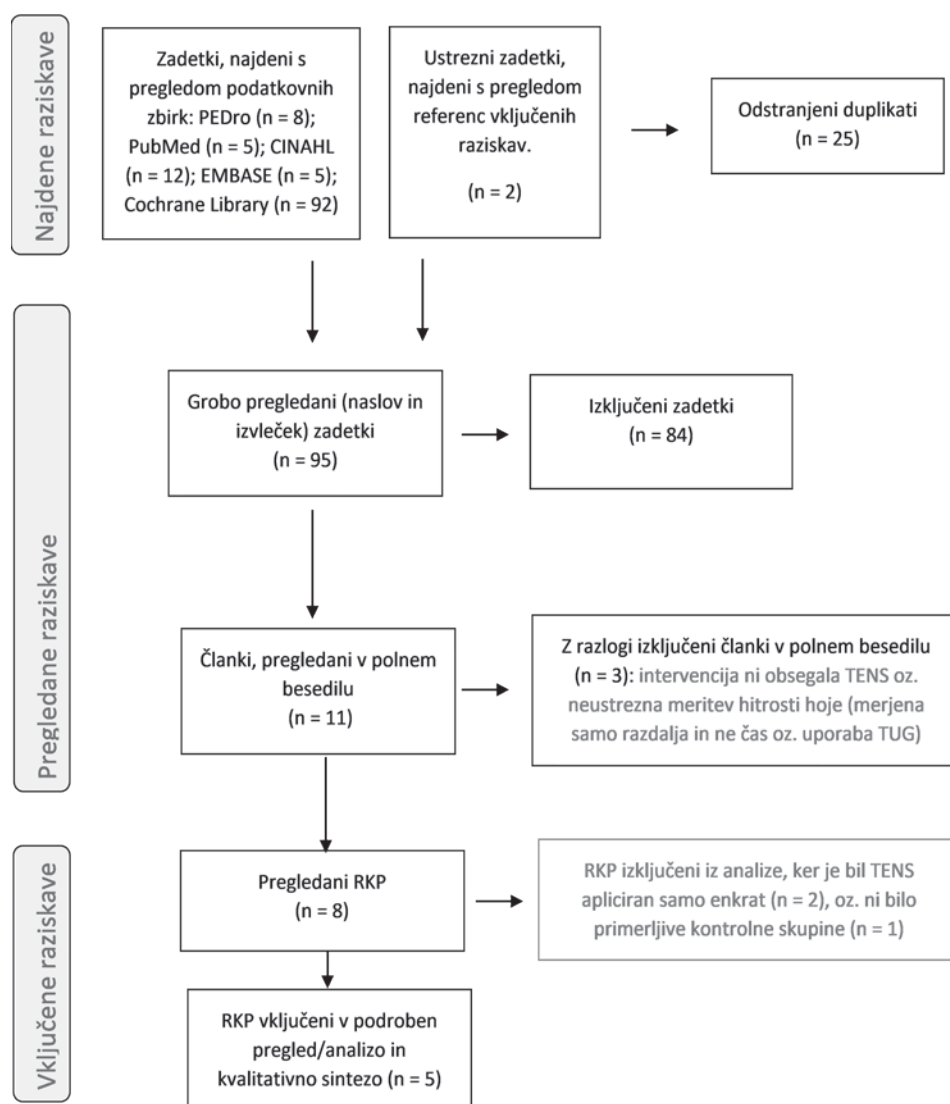 Najdene raziskave
Zadetki, najdeni s
pregledom podatkovnih
zbirk: PEDro (n = 8);
PubMed (n = 5); CINAHL
(n = 12); EMBASE (n = 5);
Cochrane Library (n = 92)
Ustrezni zadetki,
najdeni s pregledom
referenc vključenih
raziskav.
(n = 2)
Odstranjeni duplikati
(n = 25)
Pregledane raziskave
Grobo pregledani (naslov in
izvleček) zadetki
(n = 95)
Izključeni zadetki
(n = 84)
Članki, pregledani v polnem
besedilu
(n = 11)
Z razlogi izključeni članki v polnem besedilu
(n = 3): intervencija ni obsegala TENS oz.
neustrezna meritev hitrosti hoje (merjena
samo razdalja in ne čas oz. uporaba TUG)
Vključene raziskave
Pregledani RKP
(n = 8)
RKP izključeni iz analize, ker je bil TENS
apliciran samo enkrat (n = 2), oz. ni bilo
primerljive kontrolne skupine (n = 1)
RKP vključeni v podroben
pregled/analizo in
kvalitativno sintezo (n = 5)